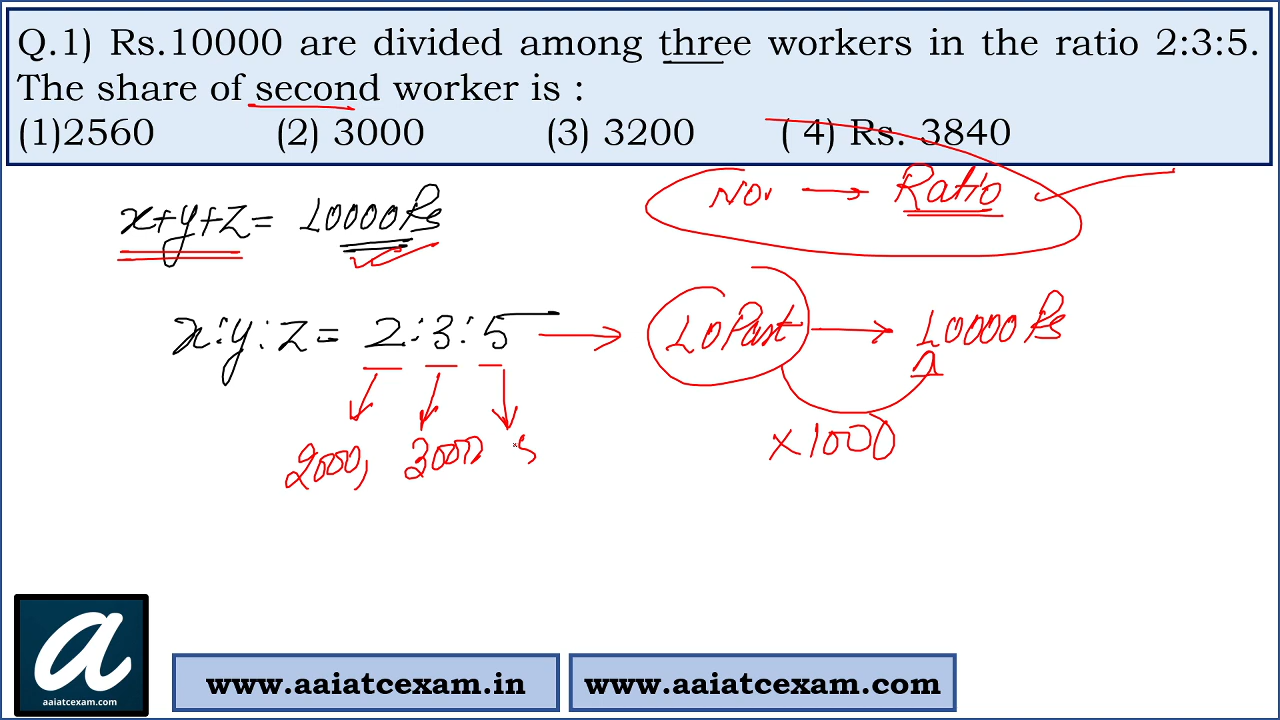 Q.1) Rs.10000 are divided among three workers in the ratio 2:3:5.
The share of second worker is :
(1)2560 (2) 3000 (3) 3200 ( 4) Rs. 3840
No. → Ratio
x+y+z= 10000 Rs
x:y:z= 2:3:5 → 10 Part → 10000 Rs
×1000
2000, 3000 5
a
aaiatcexam.com
www.aaiatcexam.in www.aaiatcexam.com